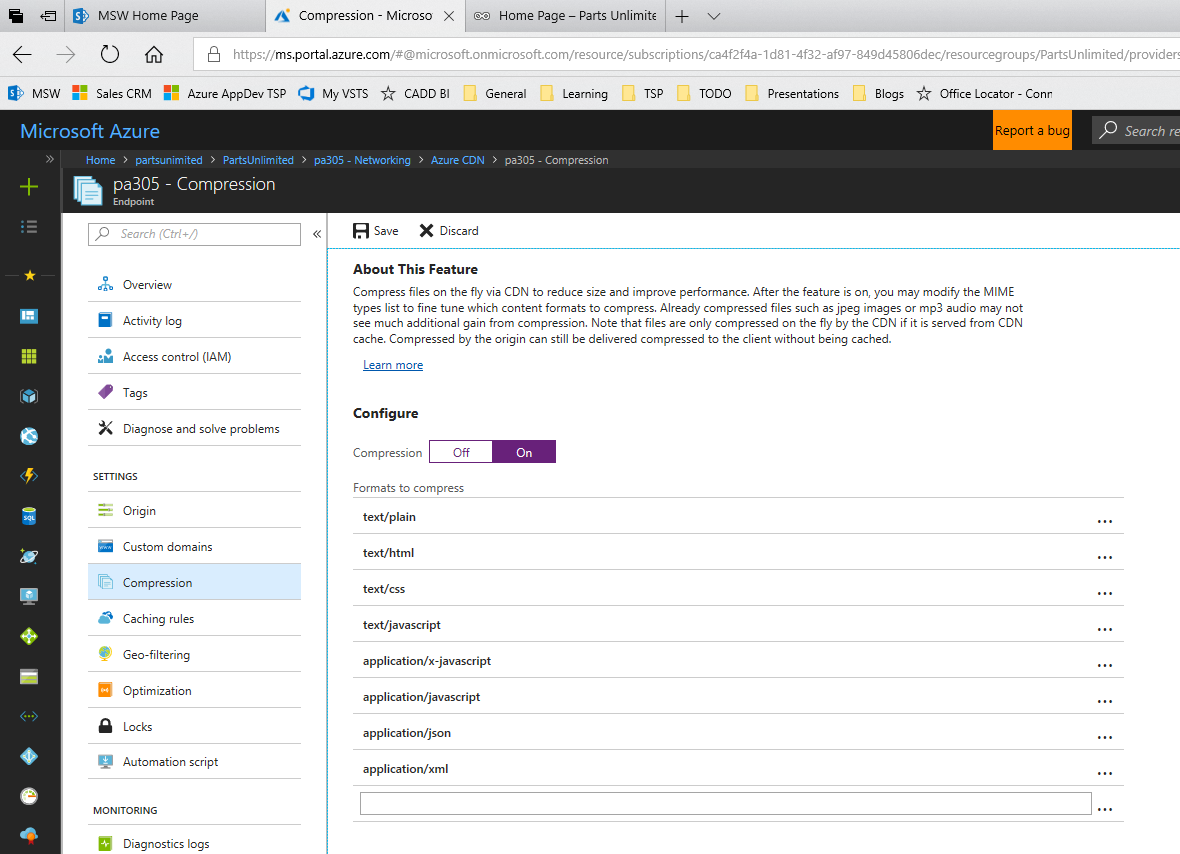 MSW Home Page
Compression - Microso
Home Page – Parts Unlimite
https://ms.portal.azure.com/#@microsoft.onmicrosoft.com/resource/subscriptions/ca4f2f4a-1d81-4f32-af97-849d45806dec/resourcegroups/PartsUnlimited/providers
MSW Sales CRM Azure AppDev TSP My VSTS CADD BI General Learning TSP TODO Presentations Blogs Office Locator - Conn
Microsoft Azure
Report a bug
Search re
Home > partsunimited > PartsUnlimited > pa305 - Networking > Azure CDN > pa305 - Compression
pa305 - Compression
Endpoint
Search (Ctrl+/)
Overview
Activity log
Access control (IAM)
Tags
Diagnose and solve problems
SETTINGS
Origin
Custom domains
Compression
Caching rules
Geo-filtering
Optimization
Locks
Automation script
MONITORING
Diagnostics logs
Save Discard
About This Feature
Compress files on the fly via CDN to reduce size and improve performance. After the feature is on, you may modify the MIME
types list to fine tune which content formats to compress. Already compressed files such as jpeg images or mp3 audio may not
see much additional gain from compression. Note that files are only compressed on the fly by the CDN if it is served from CDN
cache. Compressed by the origin can still be delivered compressed to the client without being cached.
Learn more
Configure
Compression Off On
Formats to compress
text/plain ...
text/html ...
text/css ...
text/javascript ...
application/x-javascript ...
application/javascript ...
application/json ...
application/xml ...
...